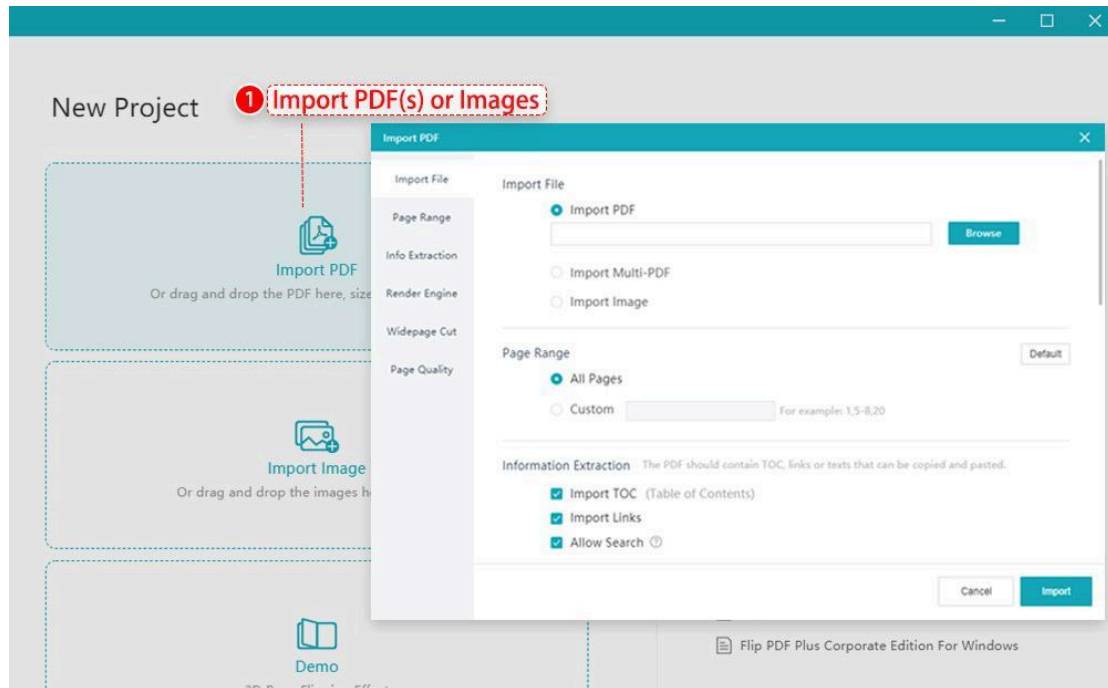 New Project
1 Import PDF(s) or Images
Import PDF
Or drag and drop the PDF here, size
Import Image
Or drag and drop the images h
Demo
Import PDF
Import File
Page Range
Info Extraction
Render Engine
Widepage Cut
Page Quality
Import File
Import PDF
Browse
Import Multi-PDF
Import Image
Page Range
Default
All Pages
Custom For example: 1,5-8,20
Information Extraction The PDF should contain TOC, links or texts that can be copied and pasted.
Import TOC (Table of Contents)
Import Links
Allow Search ?
Cancel Import
Flip PDF Plus Corporate Edition For Windows